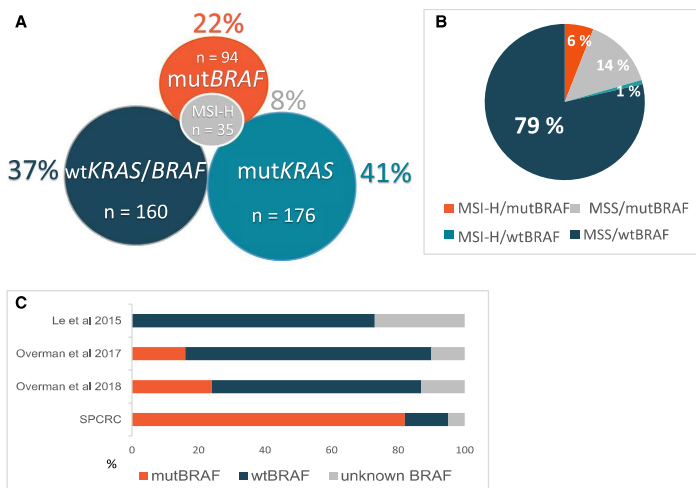 A
22%
n = 94
mutBRAF
MSI-H
n = 35
8%
37%
wtKRAS/BRAF
n = 160
mutKRAS
n = 176
41%
B
6 %
14 %
1 %
79 %
MSI-H/mutBRAF
MSS/mutBRAF
MSI-H/wtBRAF
MSS/wtBRAF
C
Le et al 2015
Overman et al 2017
Overman et al 2018
SPCRC
0 20 40 60 80 100
%
mutBRAF wtBRAF unknown BRAF